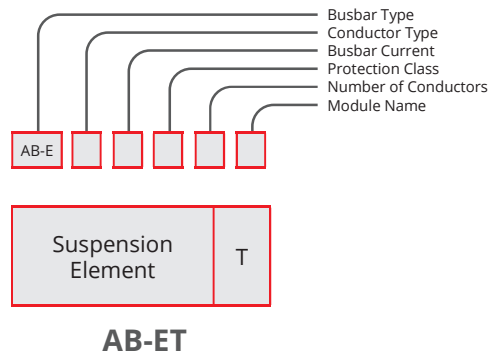 Busbar Type
Conductor Type
Busbar Current
Protection Class
Number of Conductors
Module Name
AB-E
Suspension
Element
T
AB-ET